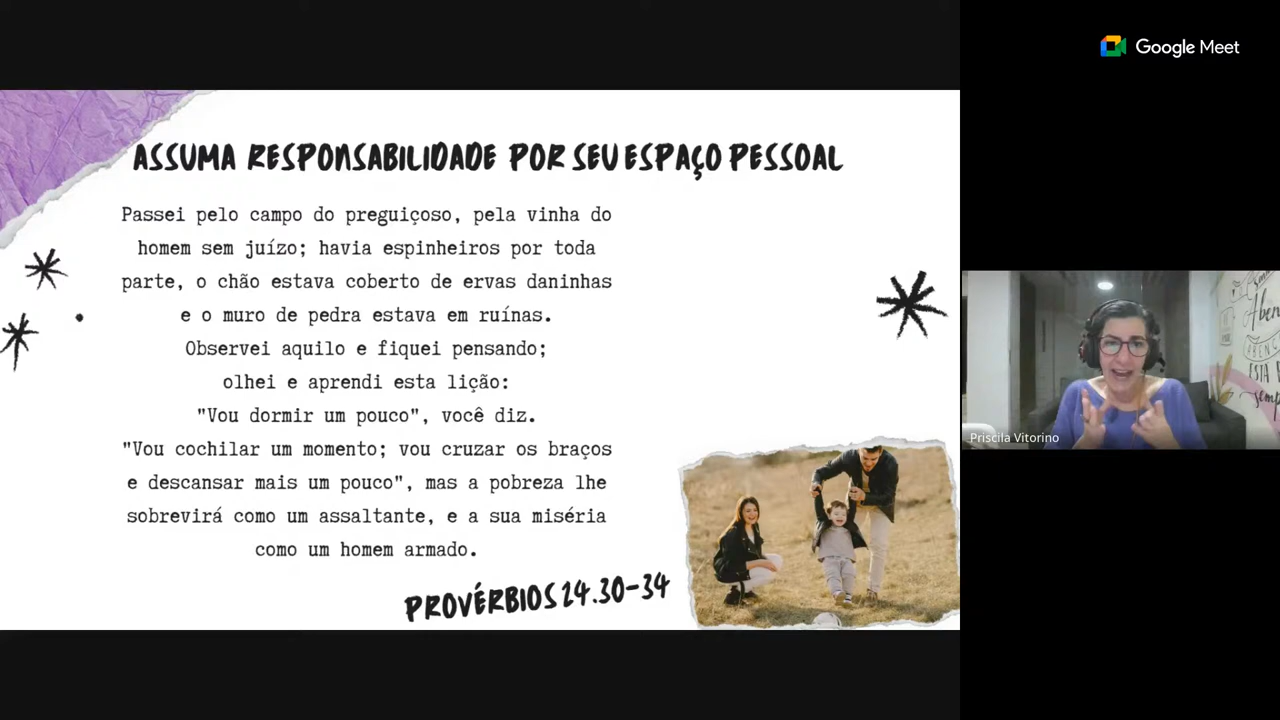 Google Meet
ASSUMA RESPONSABILIDADE POR SEU ESPAÇO PESSOAL
Passei pelo campo do preguiçoso, pela vinha do
homem sem juízo; havia espinheiros por toda
parte, o chão estava coberto de ervas daninhas
e o muro de pedra estava em ruínas.
Observei aquilo e fiquei pensando;
olhei e aprendi esta lição:
"Vou dormir um pouco", você diz.
"Vou cochilar um momento; vou cruzar os braços
e descansar mais um pouco", mas a pobreza lhe
sobrevirá como um assaltante, e a sua miséria
como um homem armado.
PROVÉRBIOS 24.30-34
Priscila Vitorino